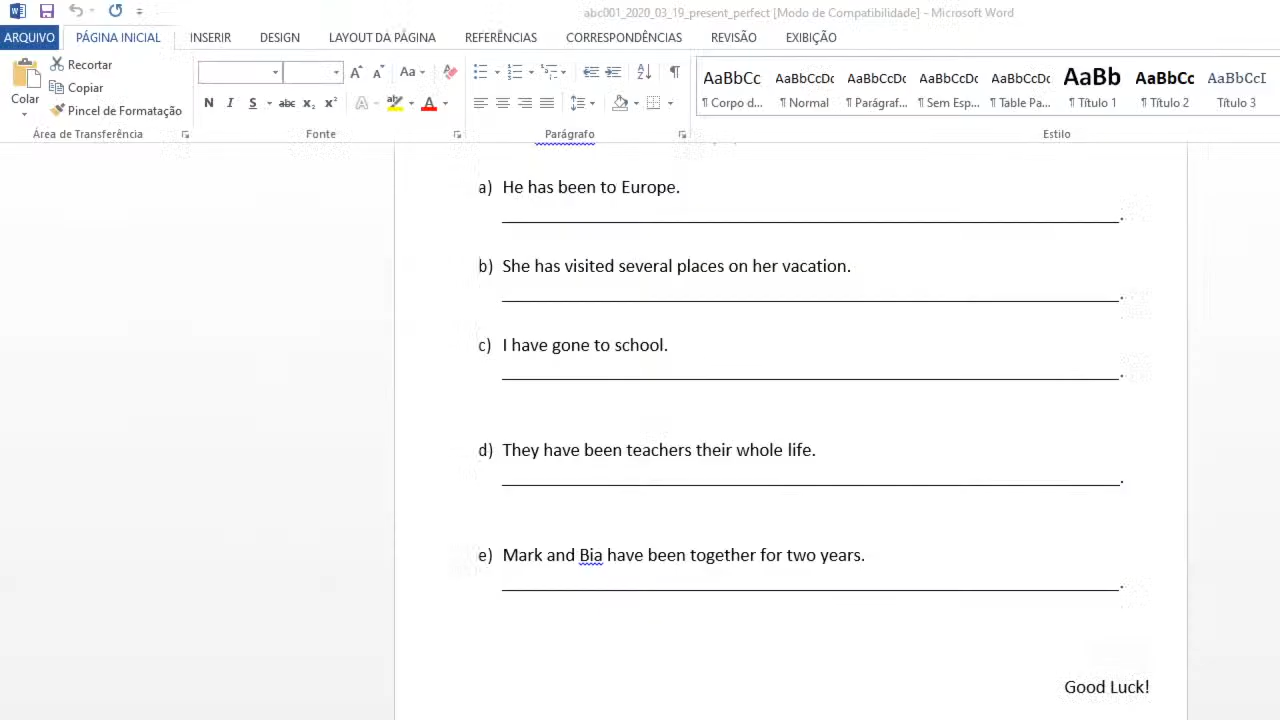 abc001_2020_03_19_present_perfect [Modo de Compatibilidade] - Microsoft Word
ARQUIVO PÁGINA INICIAL INSERIR DESIGN LAYOUT DA PÁGINA REFERÊNCIAS CORRESPONDÊNCIAS REVISÃO EXIBIÇÃO
Colar
Recortar
Copiar
Pincel de Formatação
Área de Transferência
N I S abc x₂ x²
Aa
Fonte
Parágrafo
AaBbCc AaBbCcDc AaBbCcDc AaBbCcDc AaBbCcDc AaBb AaBbCc AaBbCcI
¶ Corpo d... ¶ Normal ¶ Parágraf... ¶ Sem Esp... ¶ Table Pa... ¶ Título 1 ¶ Título 2 Título 3
Estilo
a) He has been to Europe.
b) She has visited several places on her vacation.
c) I have gone to school.
d) They have been teachers their whole life.
e) Mark and Bia have been together for two years.
Good Luck!